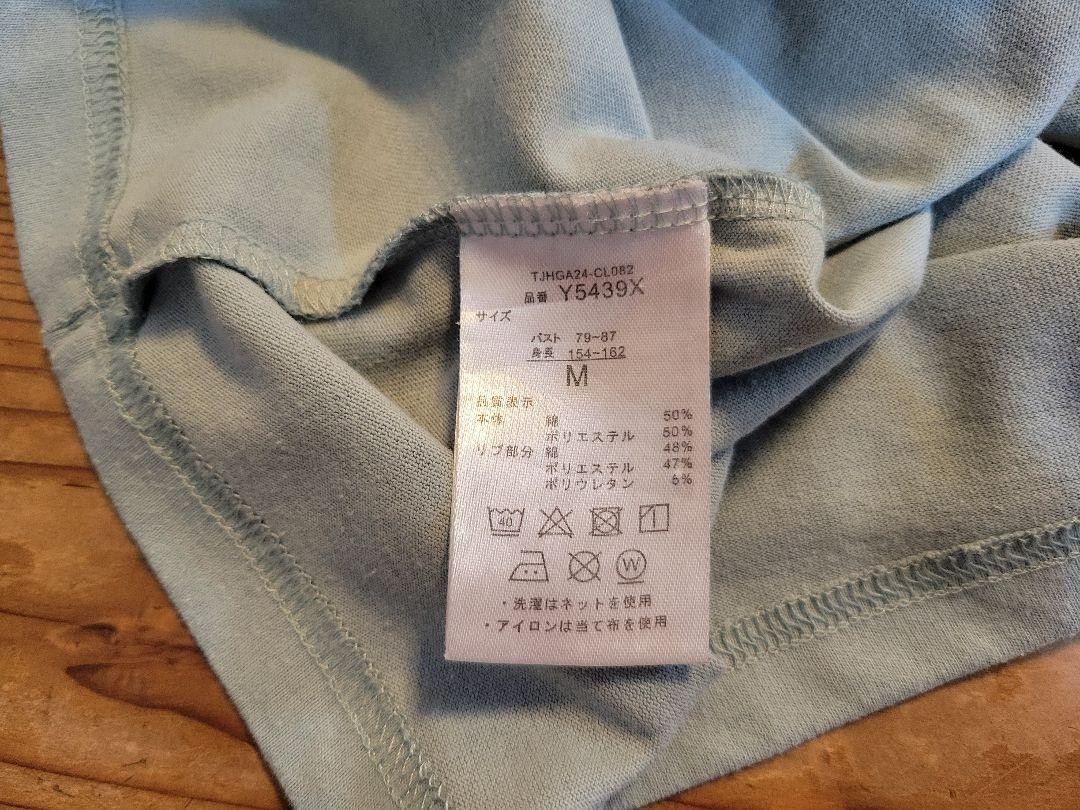 TJHGA24-CL082
品番 Y5439X
サイズ
バスト 79-87
身長 154-162
M
品質表示
本体 綿 50%
ポリエステル 50%
リブ部分 綿 48%
ポリエステル 47%
ポリウレタン 5%
40
W
・洗濯はネットを使用
・アイロンは当て布を使用